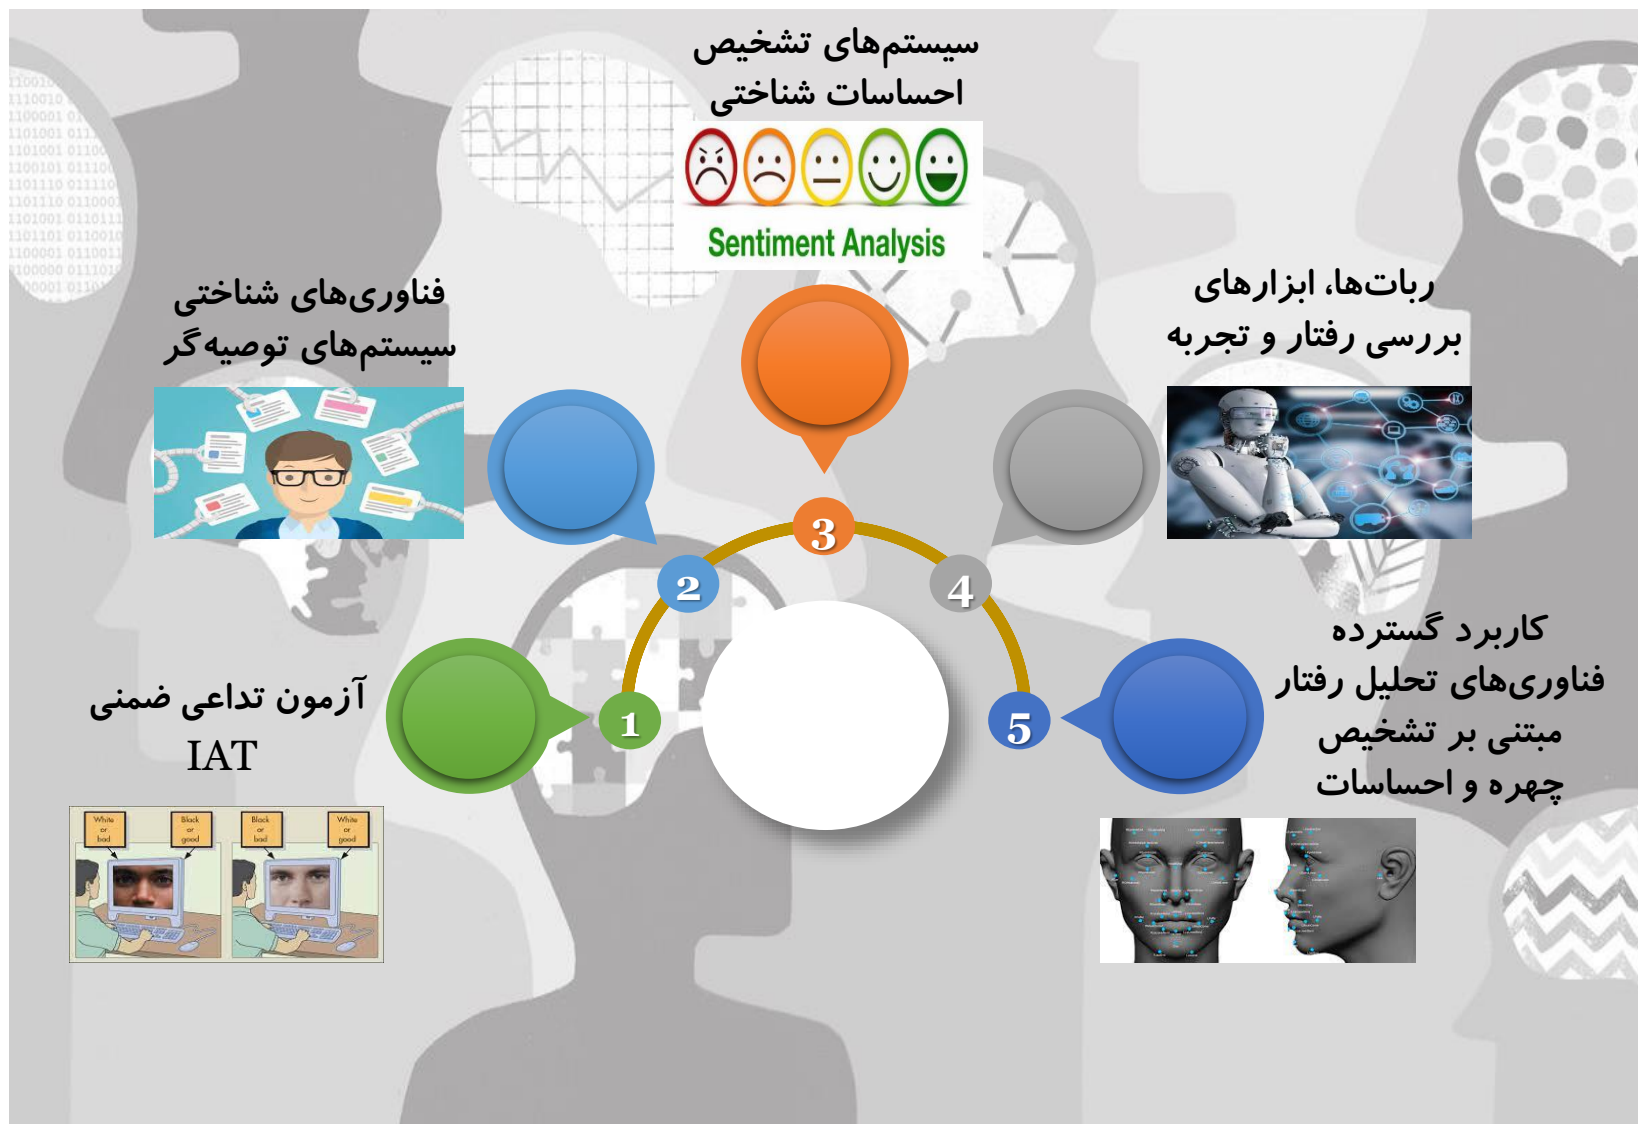 سیستم‌های تشخیص
احساسات شناختی
Sentiment Analysis
ربات‌ها، ابزارهای
بررسی رفتار و تجربه
فناوری‌های شناختی
سیستم‌های توصیه‌گر
3
2
4
1
5
آزمون تداعی ضمنی
IAT
کاربرد گسترده
فناوری‌های تحلیل رفتار
مبتنی بر تشخیص
چهره و احساسات
White
or
bad
Black
or
good
Black
or
bad
White
or
good